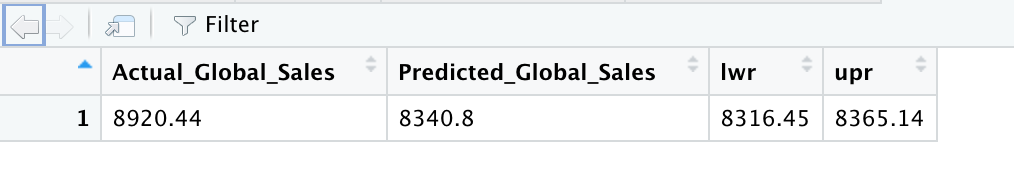 Filter
Actual_Global_Sales Predicted_Global_Sales lwr upr
1 8920.44 8340.8 8316.45 8365.14